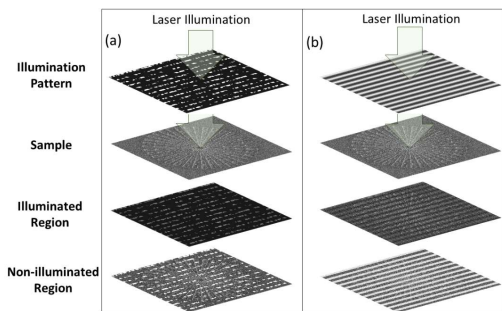 Laser Illumination
Laser Illumination
(a)
(b)
Illumination
Pattern
Sample
Illuminated
Region
Non-illuminated
Region